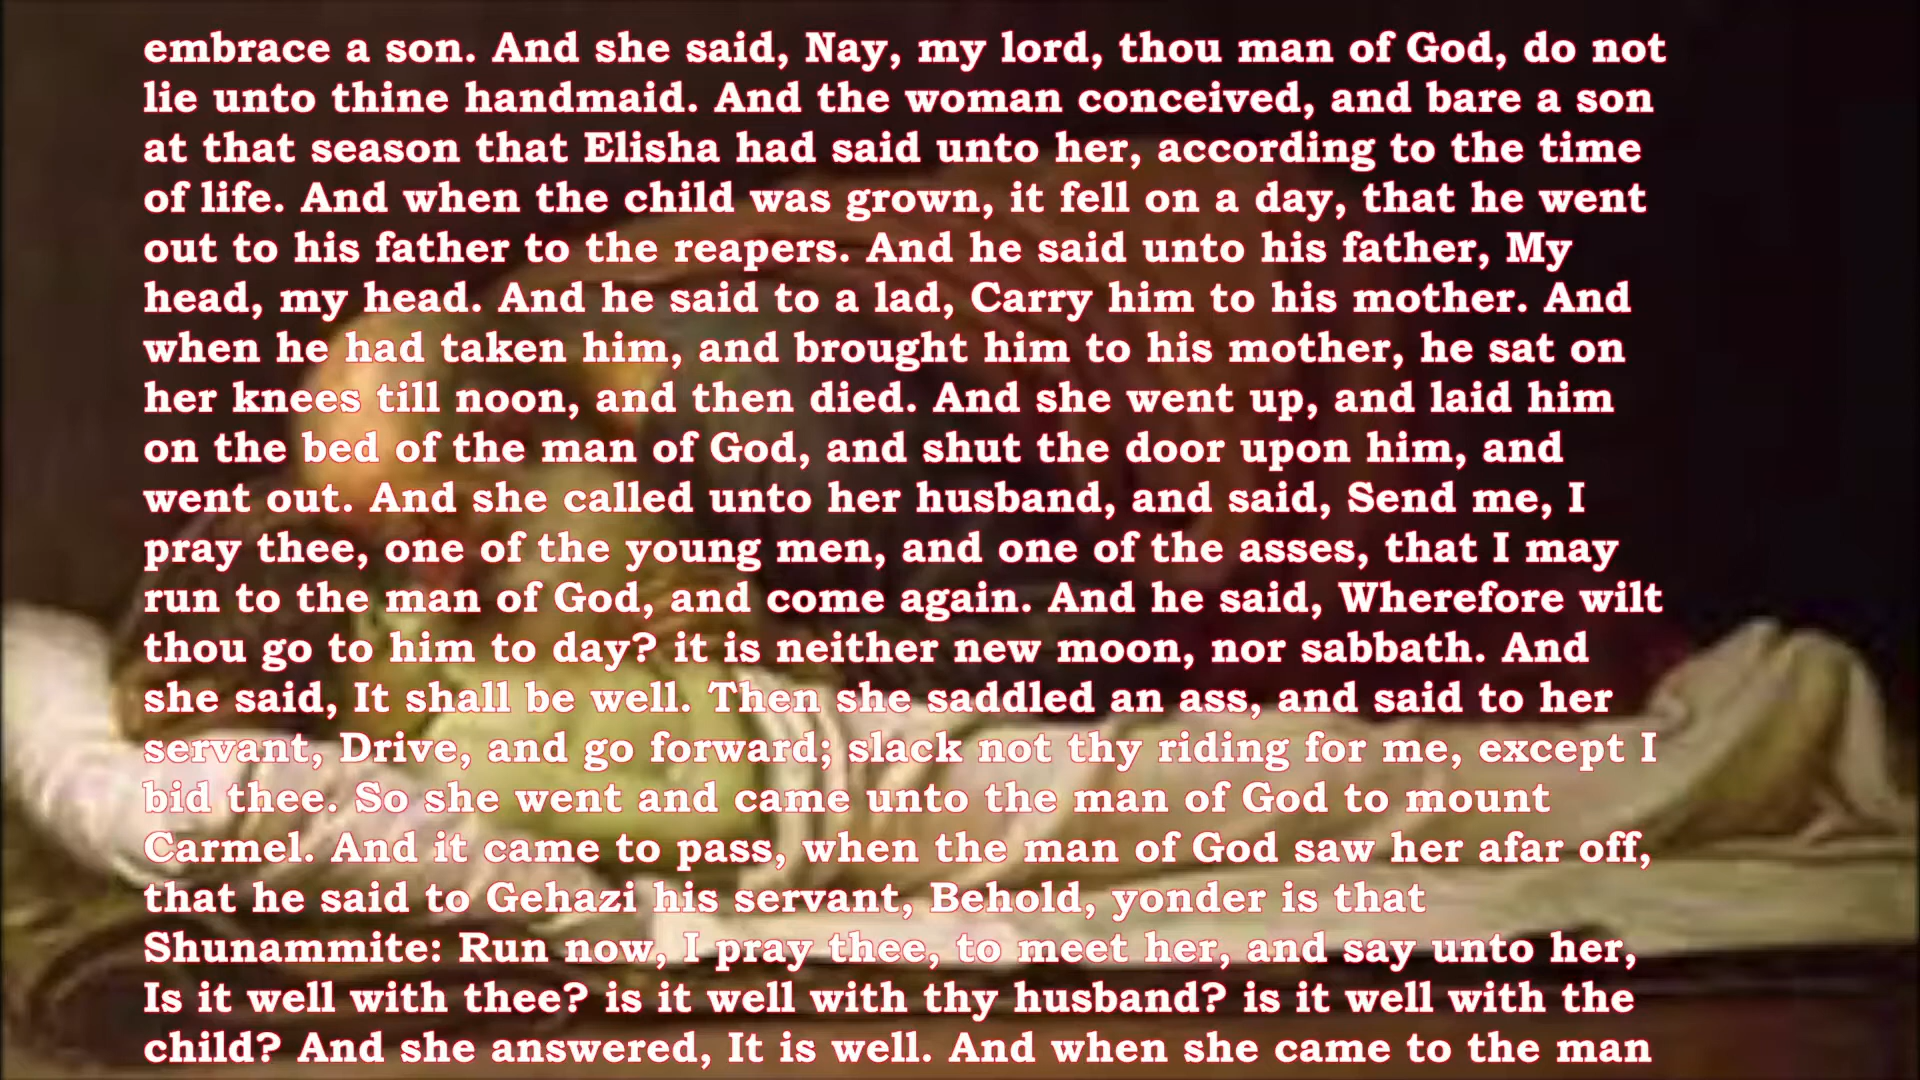 embrace a son. And she said, Nay, my lord, thou man of God, do not
lie unto thine handmaid. And the woman conceived, and bare a son
at that season that Elisha had said unto her, according to the time
of life. And when the child was grown, it fell on a day, that he went
out to his father to the reapers. And he said unto his father, My
head, my head. And he said to a lad, Carry him to his mother. And
when he had taken him, and brought him to his mother, he sat on
her knees till noon, and then died. And she went up, and laid him
on the bed of the man of God, and shut the door upon him, and
went out. And she called unto her husband, and said, Send me, I
pray thee, one of the young men, and one of the asses, that I may
run to the man of God, and come again. And he said, Wherefore wilt
thou go to him to day? it is neither new moon, nor sabbath. And
she said, It shall be well. Then she saddled an ass, and said to her
servant, Drive, and go forward; slack not thy riding for me, except I
bid thee. So she went and came unto the man of God to mount
Carmel. And it came to pass, when the man of God saw her afar off,
that he said to Gehazi his servant, Behold, yonder is that
Shunammite: Run now, I pray thee, to meet her, and say unto her,
Is it well with thee? is it well with thy husband? is it well with the
child? And she answered, It is well. And when she came to the man